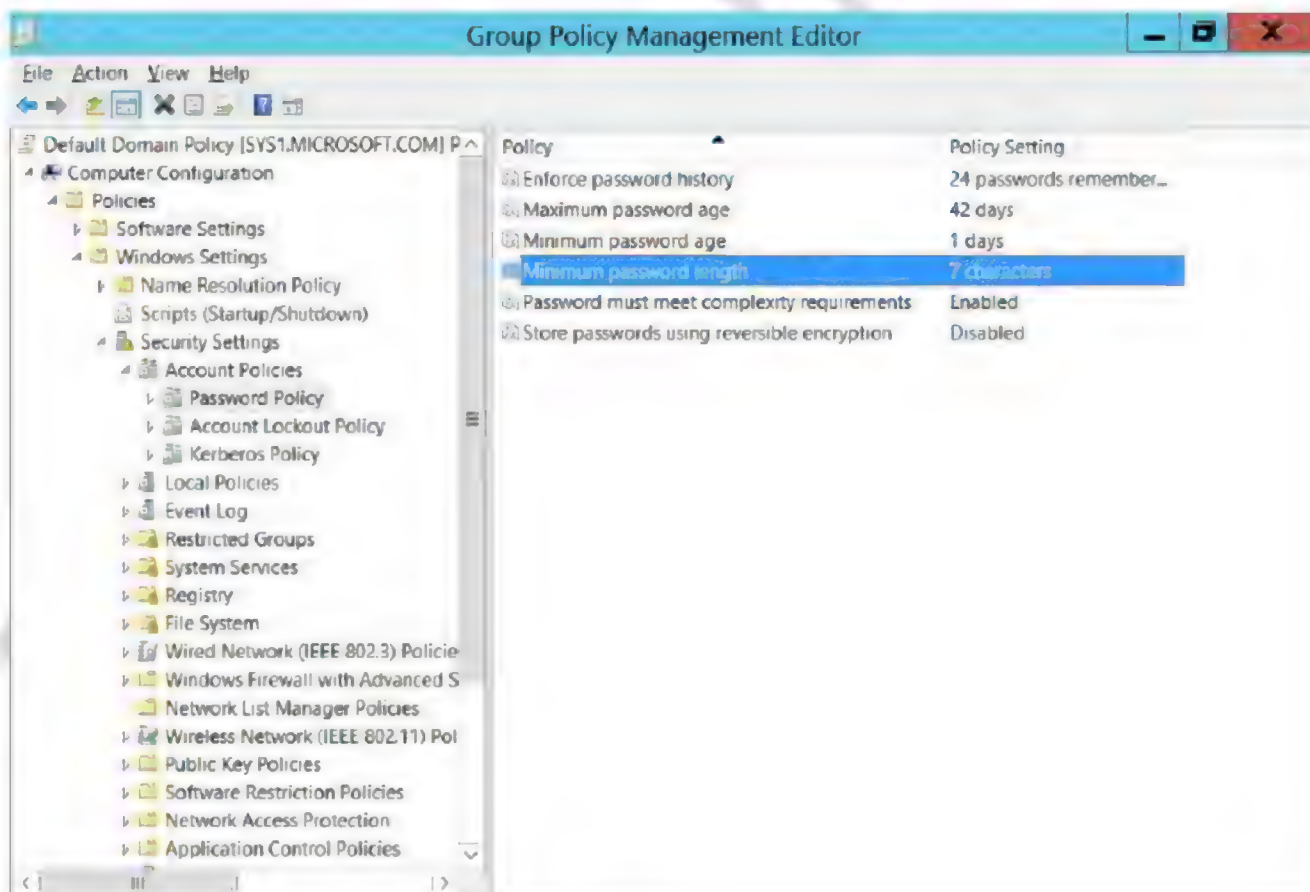 Group Policy Management Editor
File Action View Help
Default Domain Policy [SYS1.MICROSOFT.COM] P
Computer Configuration
Policies
Software Settings
Windows Settings
Name Resolution Policy
Scripts (Startup/Shutdown)
Security Settings
Account Policies
Password Policy
Account Lockout Policy
Kerberos Policy
Local Policies
Event Log
Restricted Groups
System Services
Registry
File System
Wired Network (IEEE 802.3) Policie
Windows Firewall with Advanced S
Network List Manager Policies
Wireless Network (IEEE 802.11) Pol
Public Key Policies
Software Restriction Policies
Network Access Protection
Application Control Policies
Policy Policy Setting
Enforce password history 24 passwords remember...
Maximum password age 42 days
Minimum password age 1 days
Minimum password length 7 characters
Password must meet complexity requirements Enabled
Store passwords using reversible encryption Disabled